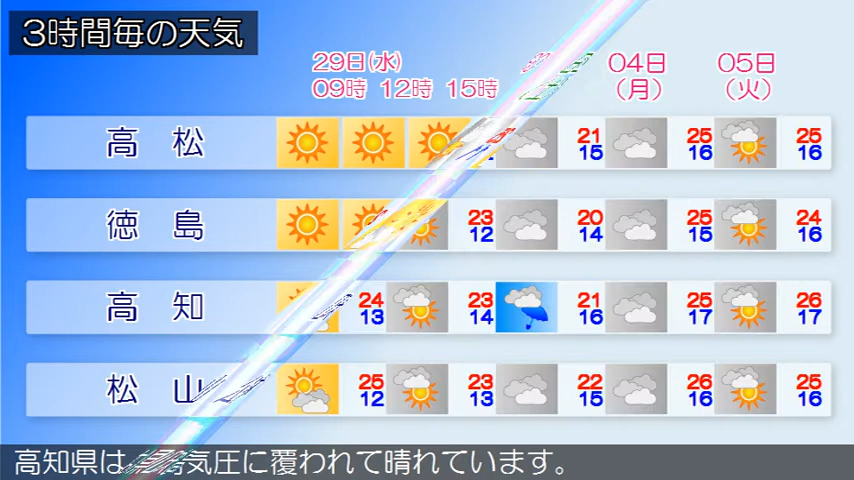 3時間毎の天気
29日(水) 04日 05日
09時 12時 15時 (月) (火)
高松 21 25 25
15 16 16
徳島 23 20 25 24
12 14 15 16
高知 24 23 21 25 26
13 14 16 17 17
松山 25 23 22 26 25
12 13 15 16 16
高知県は 高気圧に覆われて晴れています。